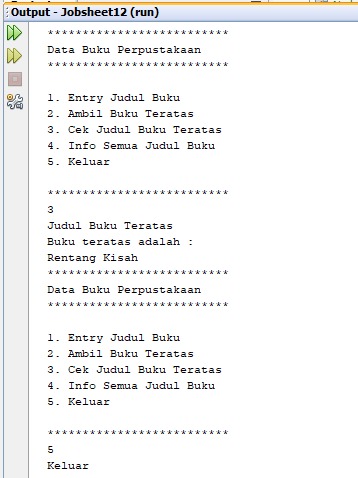 Output - Jobsheet12 (run)
***************************
Data Buku Perpustakaan
***************************
1. Entry Judul Buku
2. Ambil Buku Teratas
3. Cek Judul Buku Teratas
4. Info Semua Judul Buku
5. Keluar
***************************
3
Judul Buku Teratas
Buku teratas adalah :
Rentang Kisah
***************************
Data Buku Perpustakaan
***************************
1. Entry Judul Buku
2. Ambil Buku Teratas
3. Cek Judul Buku Teratas
4. Info Semua Judul Buku
5. Keluar
***************************
5
Keluar